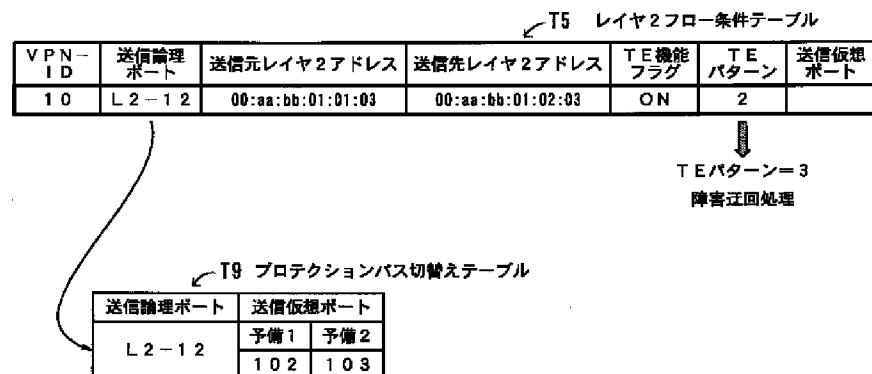 T5 レイヤ2フロー条件テーブル
VPN-ID 送信論理ポート 送信元レイヤ2アドレス 送信先レイヤ2アドレス TE機能フラグ TEパターン 送信仮想ポート
10 L2-12 00:aa:bb:01:01:03 00:aa:bb:01:02:03 ON 2
TEパターン=3
障害迂回処理
T9 プロテクションパス切替えテーブル
送信論理ポート 送信仮想ポート
L2-12 予備1 予備2
102 103